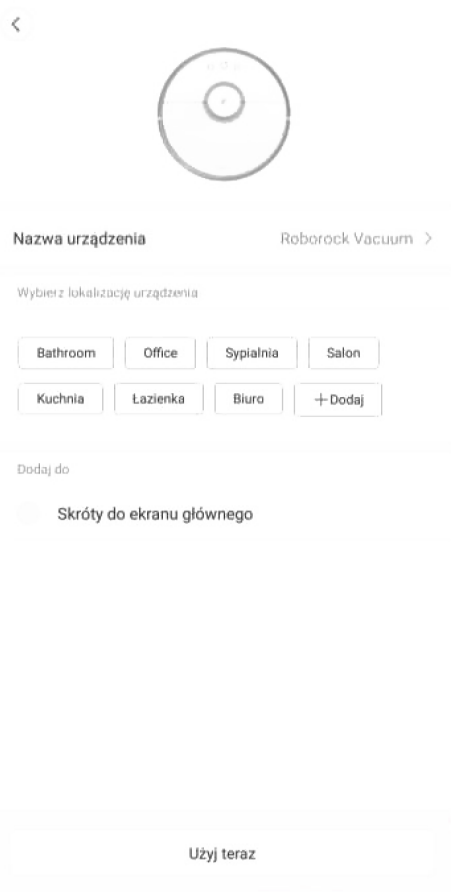 Nazwa urządzenia Roborock Vacuum
Wybierz lokalizację urządzenia
Bathroom Office Sypialnia Salon
Kuchnia Łazienka Biuro +Dodaj
Dodaj do
Skróty do ekranu głównego
Użyj teraz